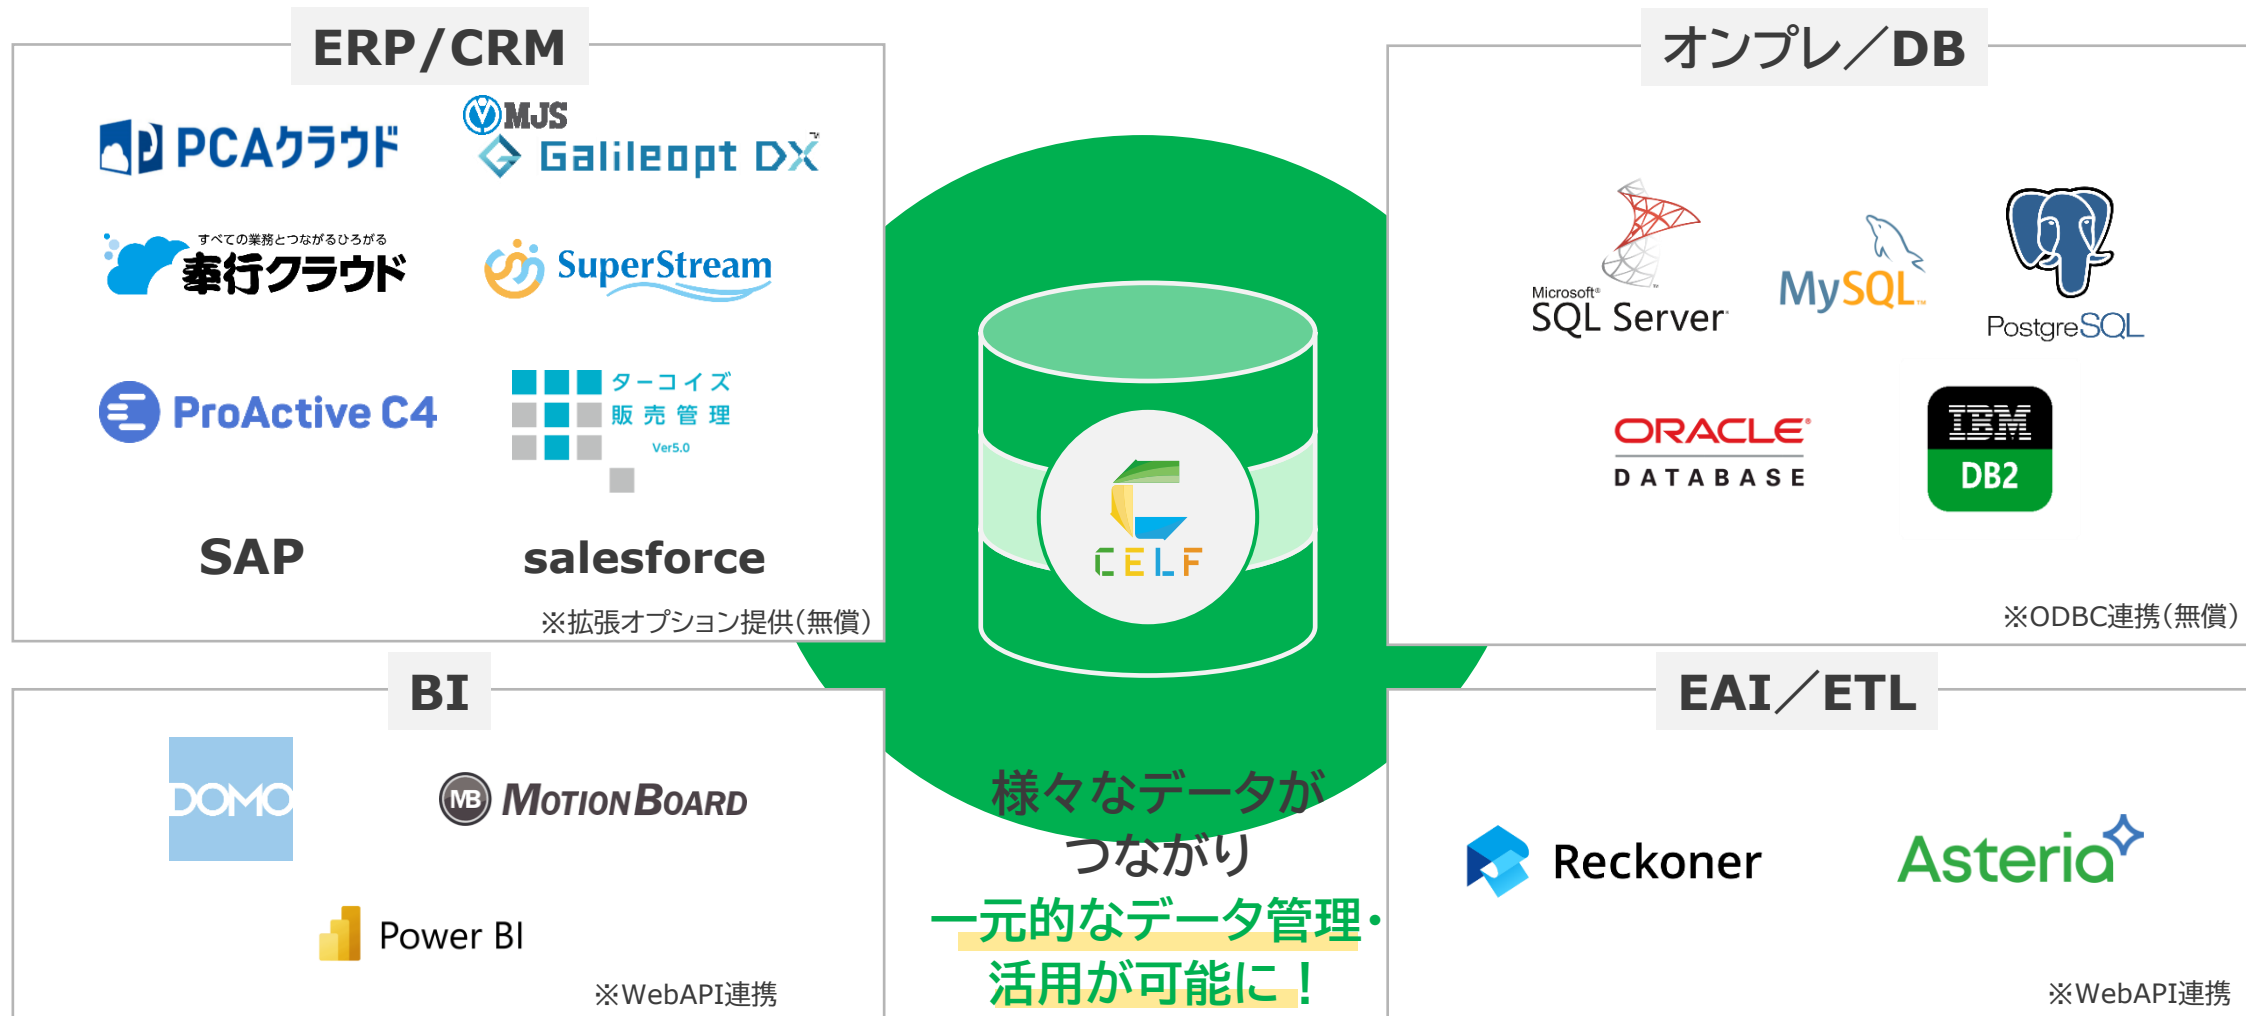 ERP/CRM
PCAクラウド
MJS
Galileopt DX
すべての業務とつながるひろがる
奉行クラウド
SuperStream
ProActive C4
ターコイズ
販売管理
Ver5.0
SAP
salesforce
※拡張オプション提供(無償)
オンプレ／DB
Microsoft®
SQL Server
MySQL™
PostgreSQL
ORACLE®
DATABASE
IBM
DB2
※ODBC連携(無償)
CELF
BI
DOMO
MB MOTIONBOARD
Power BI
※WebAPI連携
様々なデータが
つながり
一元的なデータ管理・
活用が可能に！
EAI／ETL
Reckoner
Asteria
※WebAPI連携